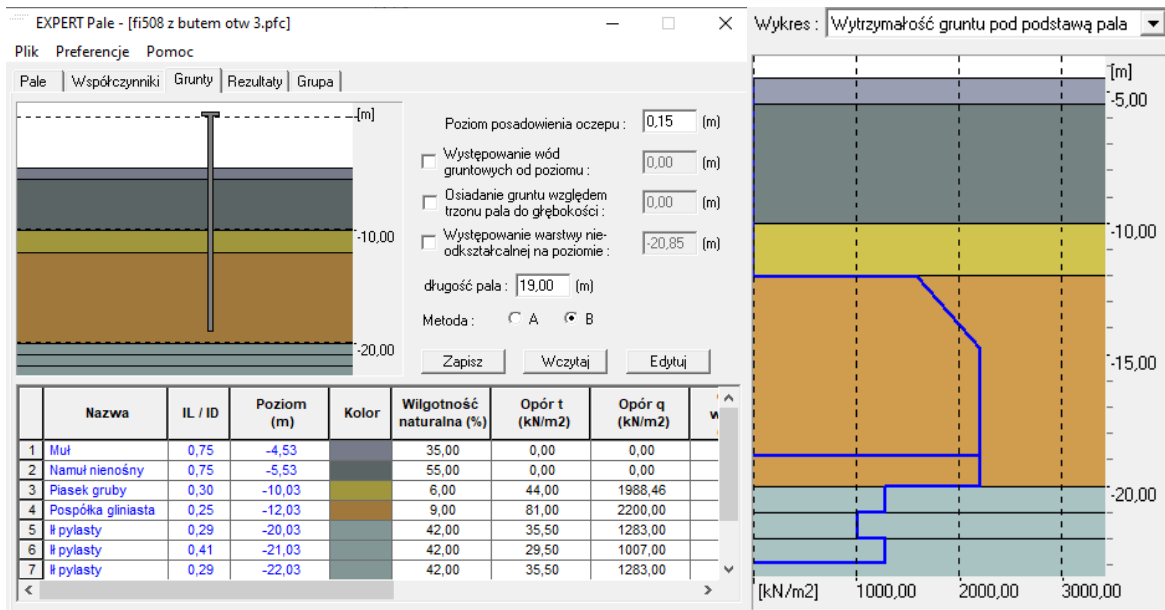 EXPERT Pale - [fi508 z butem otw 3.pfc]
Plik Preferencje Pomoc
Pale Współczynniki Grunty Rezultaty Grupa
[m]
-10,00
-20,00
Poziom posadowienia oczepu : 0,15 (m)
Występowanie wód
gruntowych od poziomu : 0,00 (m)
Osiadanie gruntu względem
trzonu pala do głębokości : 0,00 (m)
Występowanie warstwy nie-
odkształcalnej na poziomie : -20,85 (m)
długość pala : 19,00 (m)
Metoda : A B
Zapisz Wczytaj Edytuj
Nazwa IL / ID Poziom (m) Kolor Wilgotność naturalna (%) Opór t (kN/m2) Opór q (kN/m2)
1 Muł 0,75 -4,53 35,00 0,00 0,00
2 Namuł nienośny 0,75 -5,53 55,00 0,00 0,00
3 Piasek gruby 0,30 -10,03 6,00 44,00 1988,46
4 Pospółka gliniasta 0,25 -12,03 9,00 81,00 2200,00
5 Ił pylasty 0,29 -20,03 42,00 35,50 1283,00
6 Ił pylasty 0,41 -21,03 42,00 29,50 1007,00
7 Ił pylasty 0,29 -22,03 42,00 35,50 1283,00
Wykres : Wytrzymałość gruntu pod podstawą pala
[m]
-5,00
-10,00
-15,00
-20,00
[kN/m2] 1000,00 2000,00 3000,00